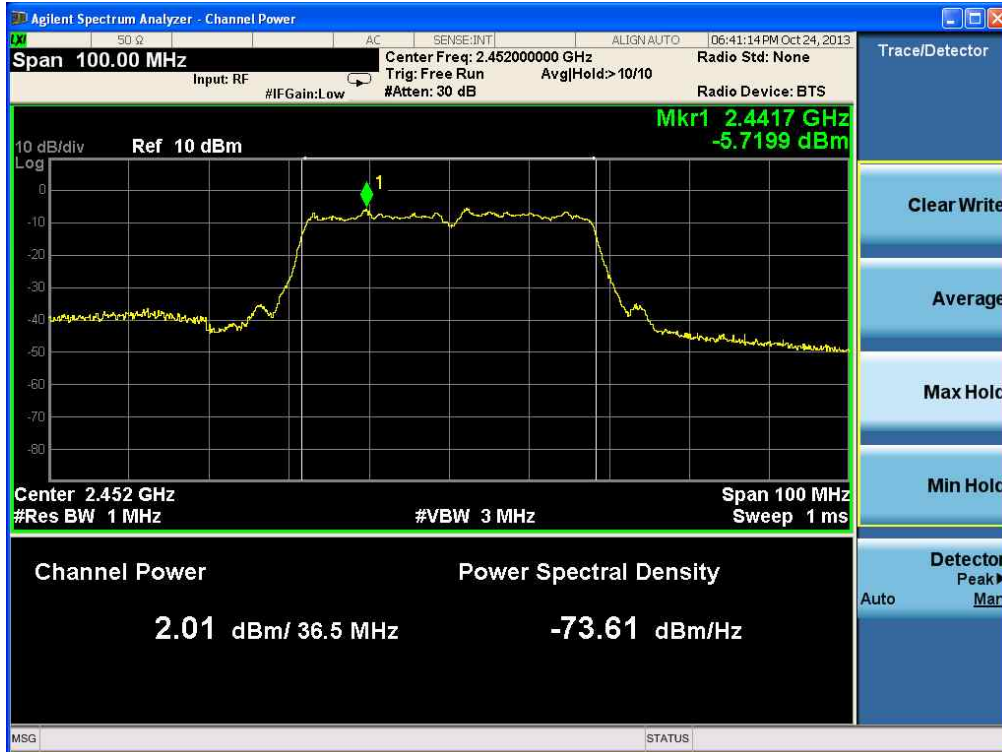 Agilent Spectrum Analyzer - Channel Power
LXI 50 Ω AC SENSE:INT ALIGN AUTO 06:41:14 PM Oct 24, 2013
Span 100.00 MHz Center Freq: 2.452000000 GHz Radio Std: None
Input: RF Trig: Free Run Avg|Hold:>10/10
#IFGain:Low #Atten: 30 dB Radio Device: BTS
Mkr1 2.4417 GHz
-5.7199 dBm
10 dB/div Ref 10 dBm
Log
0
-10
-20
-30
-40
-50
-60
-70
-80
1
Center 2.452 GHz Span 100 MHz
#Res BW 1 MHz #VBW 3 MHz Sweep 1 ms
Channel Power Power Spectral Density
2.01 dBm/ 36.5 MHz -73.61 dBm/Hz
Trace/Detector
Clear Write
Average
Max Hold
Min Hold
Detector
Peak
Auto Man
MSG STATUS